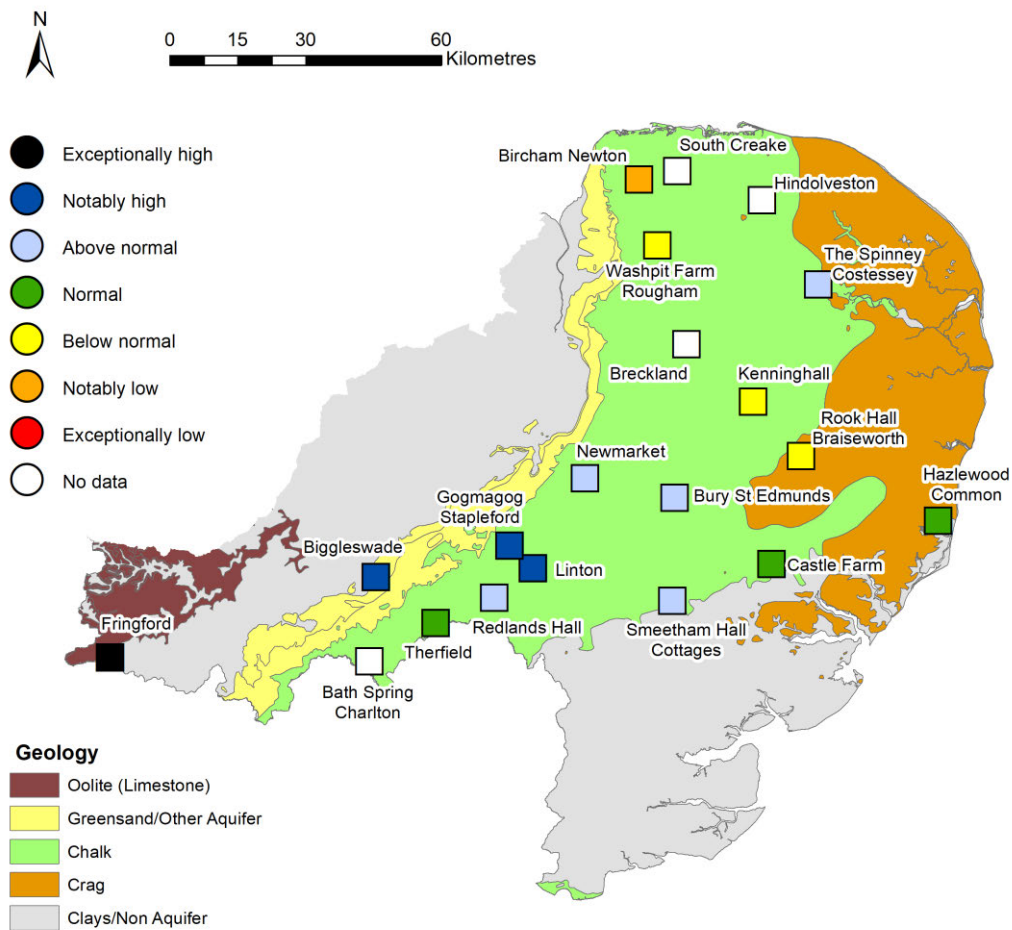 N
0 15 30 60
Kilometres
Exceptionally high
Notably high
Above normal
Normal
Below normal
Notably low
Exceptionally low
No data
South Creake
Bircham Newton
Hindolveston
The Spinney
Costessey
Washpit Farm
Rougham
Breckland
Kenninghall
Rook Hall
Braiseworth
Newmarket
Hazlewood
Common
Bury St Edmunds
Gogmagog
Stapleford
Biggleswade
Linton
Castle Farm
Fringford
Redlands Hall
Smeetham Hall
Cottages
Therfield
Bath Spring
Charlton
Geology
Oolite (Limestone)
Greensand/Other Aquifer
Chalk
Crag
Clays/Non Aquifer